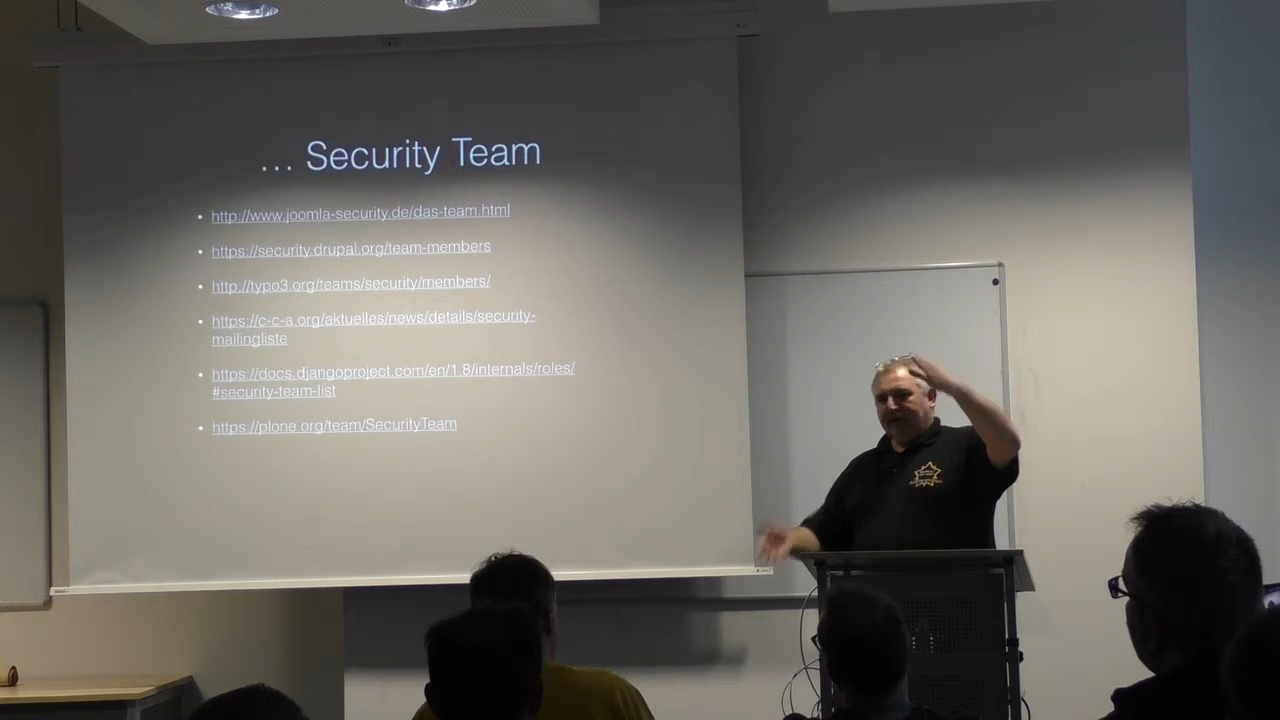 … Security Team
• http://www.joomla-security.de/das-team.html
• https://security.drupal.org/team-members
• http://typo3.org/teams/security/members/
• https://c-c-a.org/aktuelles/news/details/security-
mailingliste
• https://docs.djangoproject.com/en/1.8/internals/roles/
#security-team-list
• https://plone.org/team/SecurityTeam